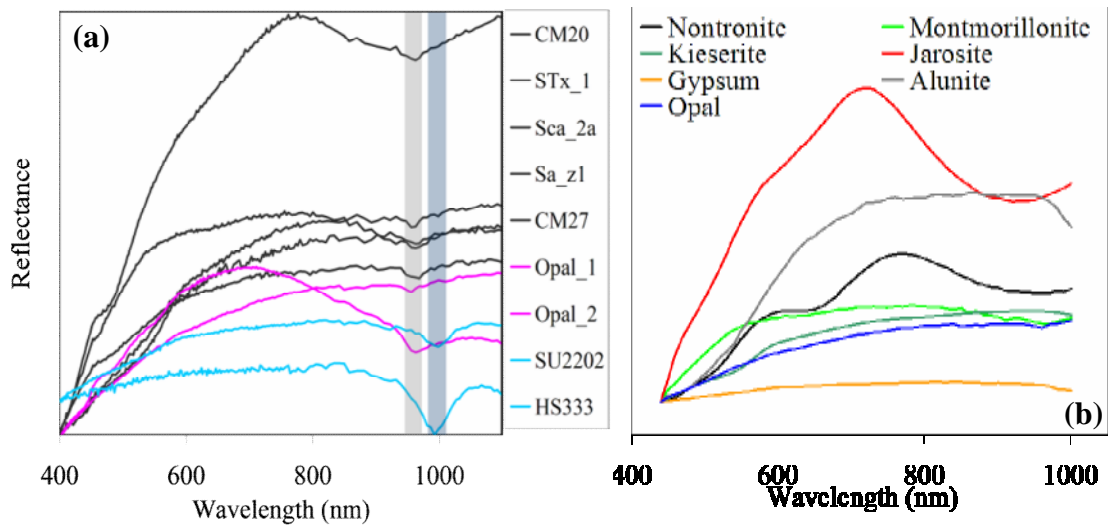 (a)
Reflectance
CM20
STx_1
Sca_2a
Sa_z1
CM27
Opal_1
Opal_2
SU2202
HS333
400 600 800 1000
Wavelength (nm)
Nontronite Montmorillonite
Kieserite Jarosite
Gypsum Alunite
Opal
(b)
400 600 800 1000
Wavelength (nm)